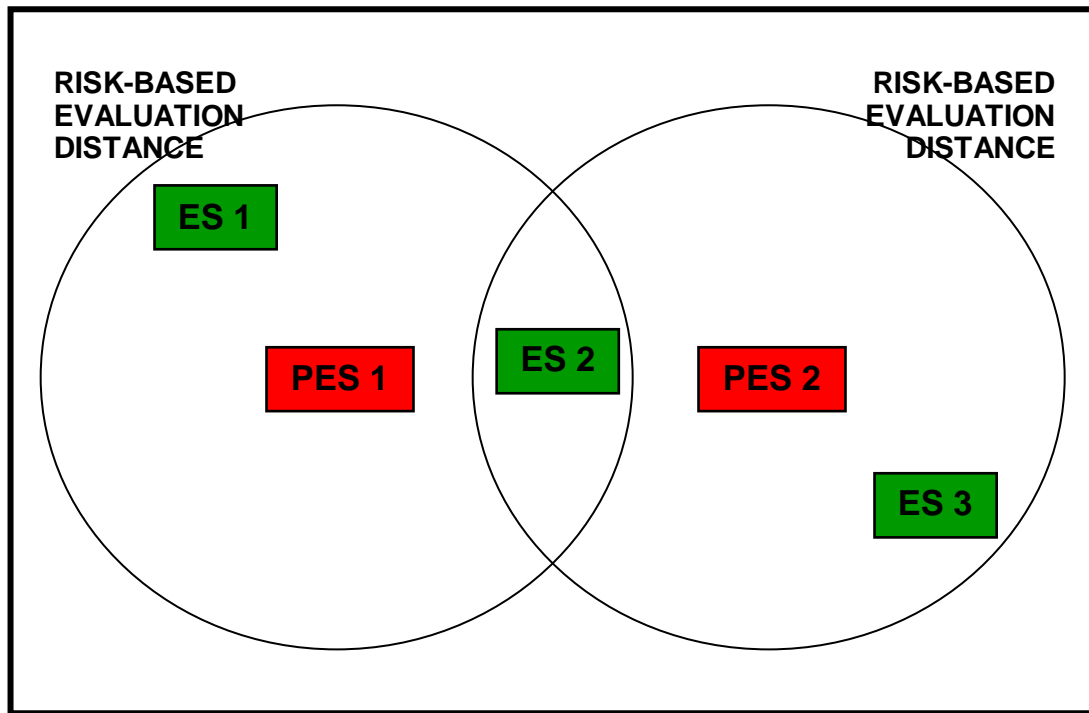 RISK-BASED
EVALUATION
DISTANCE
RISK-BASED
EVALUATION
DISTANCE
ES 1
PES 1
ES 2
PES 2
ES 3